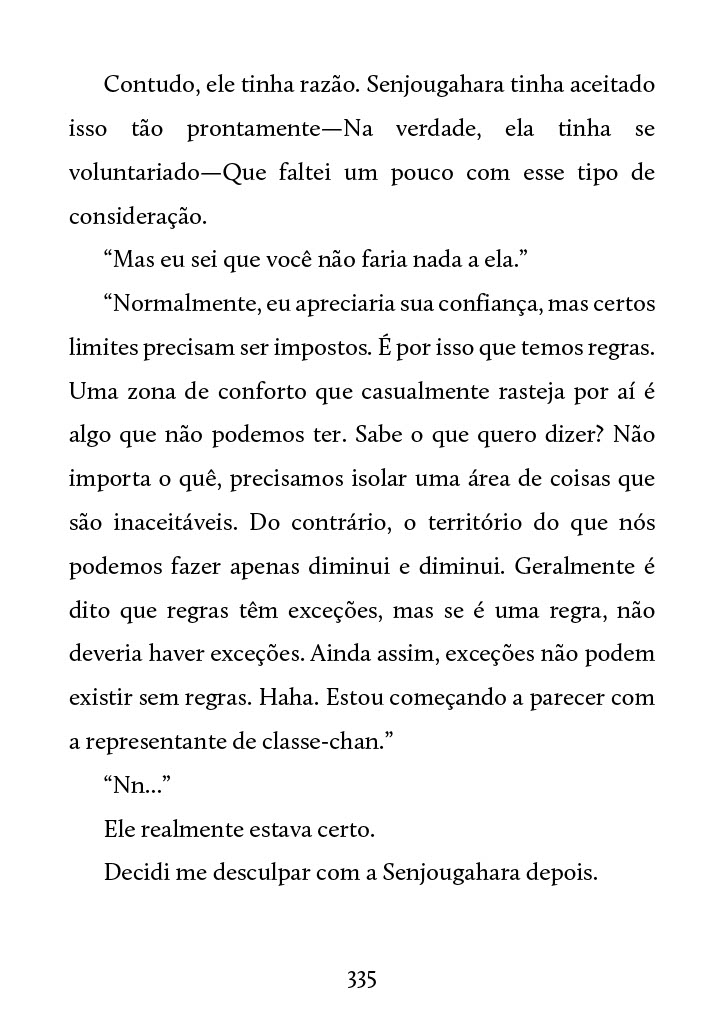 Contudo, ele tinha razão. Senjougahara tinha aceitado
isso tão prontamente—Na verdade, ela tinha se
voluntariado—Que faltei um pouco com esse tipo de
consideração.
“Mas eu sei que você não faria nada a ela.”
“Normalmente, eu apreciaria sua confiança, mas certos
limites precisam ser impostos. É por isso que temos regras.
Uma zona de conforto que casualmente rasteja por aí é
algo que não podemos ter. Sabe o que quero dizer? Não
importa o quê, precisamos isolar uma área de coisas que
são inaceitáveis. Do contrário, o território do que nós
podemos fazer apenas diminui e diminui. Geralmente é
dito que regras têm exceções, mas se é uma regra, não
deveria haver exceções. Ainda assim, exceções não podem
existir sem regras. Haha. Estou começando a parecer com
a representante de classe-chan.”
“Nn...”
Ele realmente estava certo.
Decidi me desculpar com a Senjougahara depois.
335